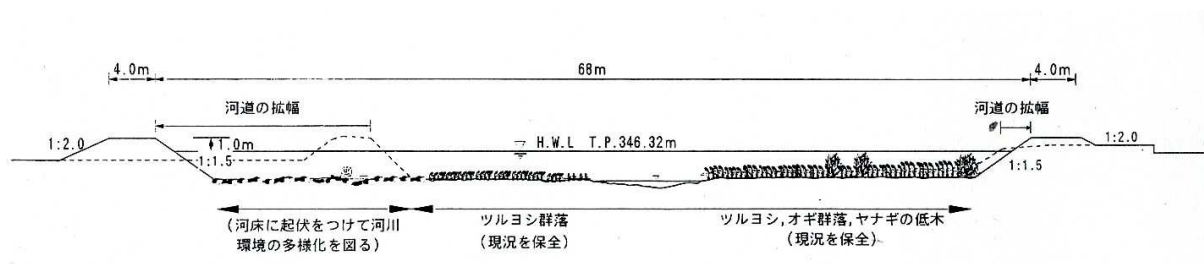 4.0m
68m
4.0m
河道の拡幅
河道の拡幅
1:2.0
1.0m
H.W.L T.P.346.32m
1:2.0
1:1.5
1:1.5
(河床に起伏をつけて河川
環境の多様化を図る)
ツルヨシ群落
(現況を保全)
ツルヨシ,オギ群落,ヤナギの低木
(現況を保全)